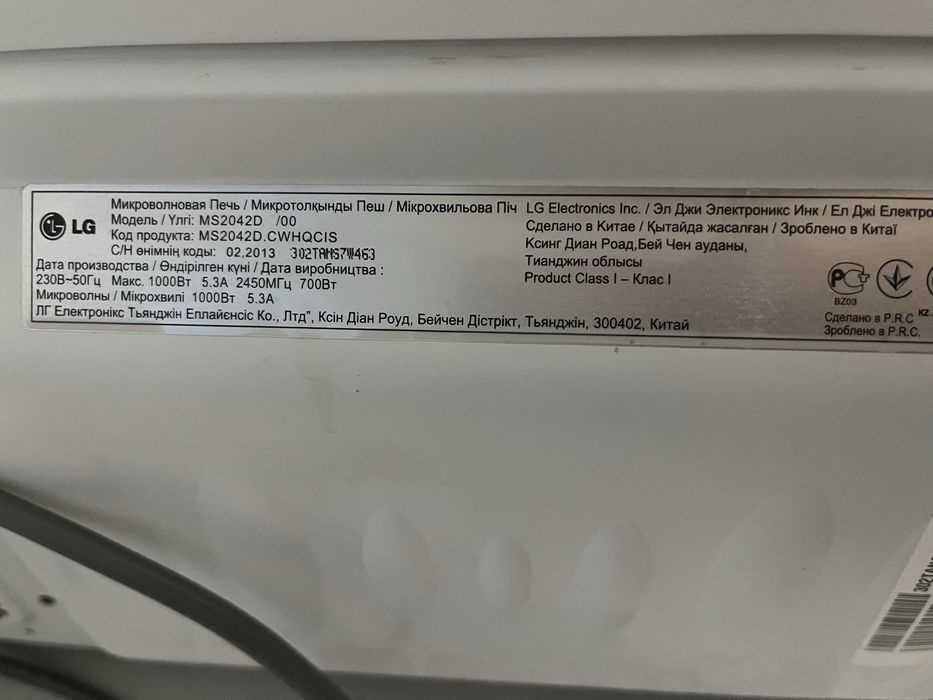 LG
Микроволновая Печь / Микротолқынды Пеш / Мікрохвильова Піч
Модель / Үлгі: MS2042D /00
Код продукта: MS2042D.CWHQCIS
С/Н өнімнің коды: 02,2013 302TAHS7W463
Дата производства / Өндірілген күні / Дата виробництва :
230В~50Гц Макс. 1000Вт 5.3А 2450МГц 700Вт
Микроволны / Мікрохвилі 1000Вт 5.3А
ЛГ Електронікс Тьянджін Еплайєнсіс Ко., Лтд", Ксін Діан Роуд, Бейчен Дістрікт, Тьянджін, 300402, Китай
LG Electronics Inc. / Эл Джи Электроникс Инк / Ел Джі Електро
Сделано в Китае / Қытайда жасалған / Зроблено в Китаї
Ксинг Диан Роад,Бей Чен ауданы,
Тианджин облысы
Product Class I – Клас I
BZ03
Сделано в P.R.C KZ.
Зроблено в P.R.C.